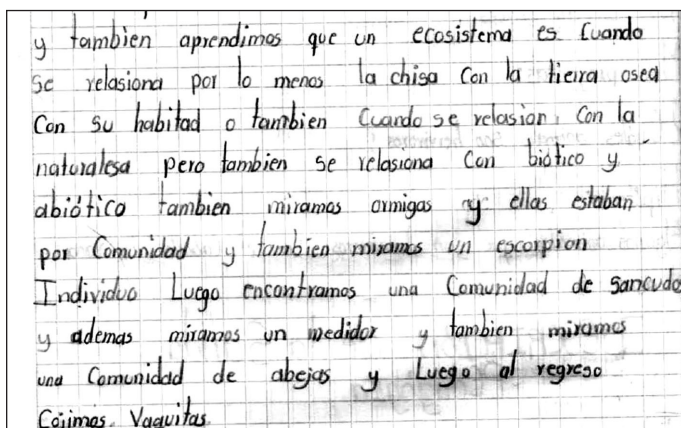 y tambien aprendimos que un ecosistema es Cuando
se relasiona por lo menos la chisa Con la tierra osea
Con su habitad o tambien Cuando se relasion Con la
naturalesa pero tambien se relasiona Con biótico y
abiótico tambien miramos ormigas y ellas estaban
por Comunidad y tambien miramos un escorpion
Individuo Luego encontramos una Comunidad de Sancudos
y ademas miramos un medidor y tambien miramos
una Comunidad de abejas y Luego al regreso
Cojimos Vaquitas